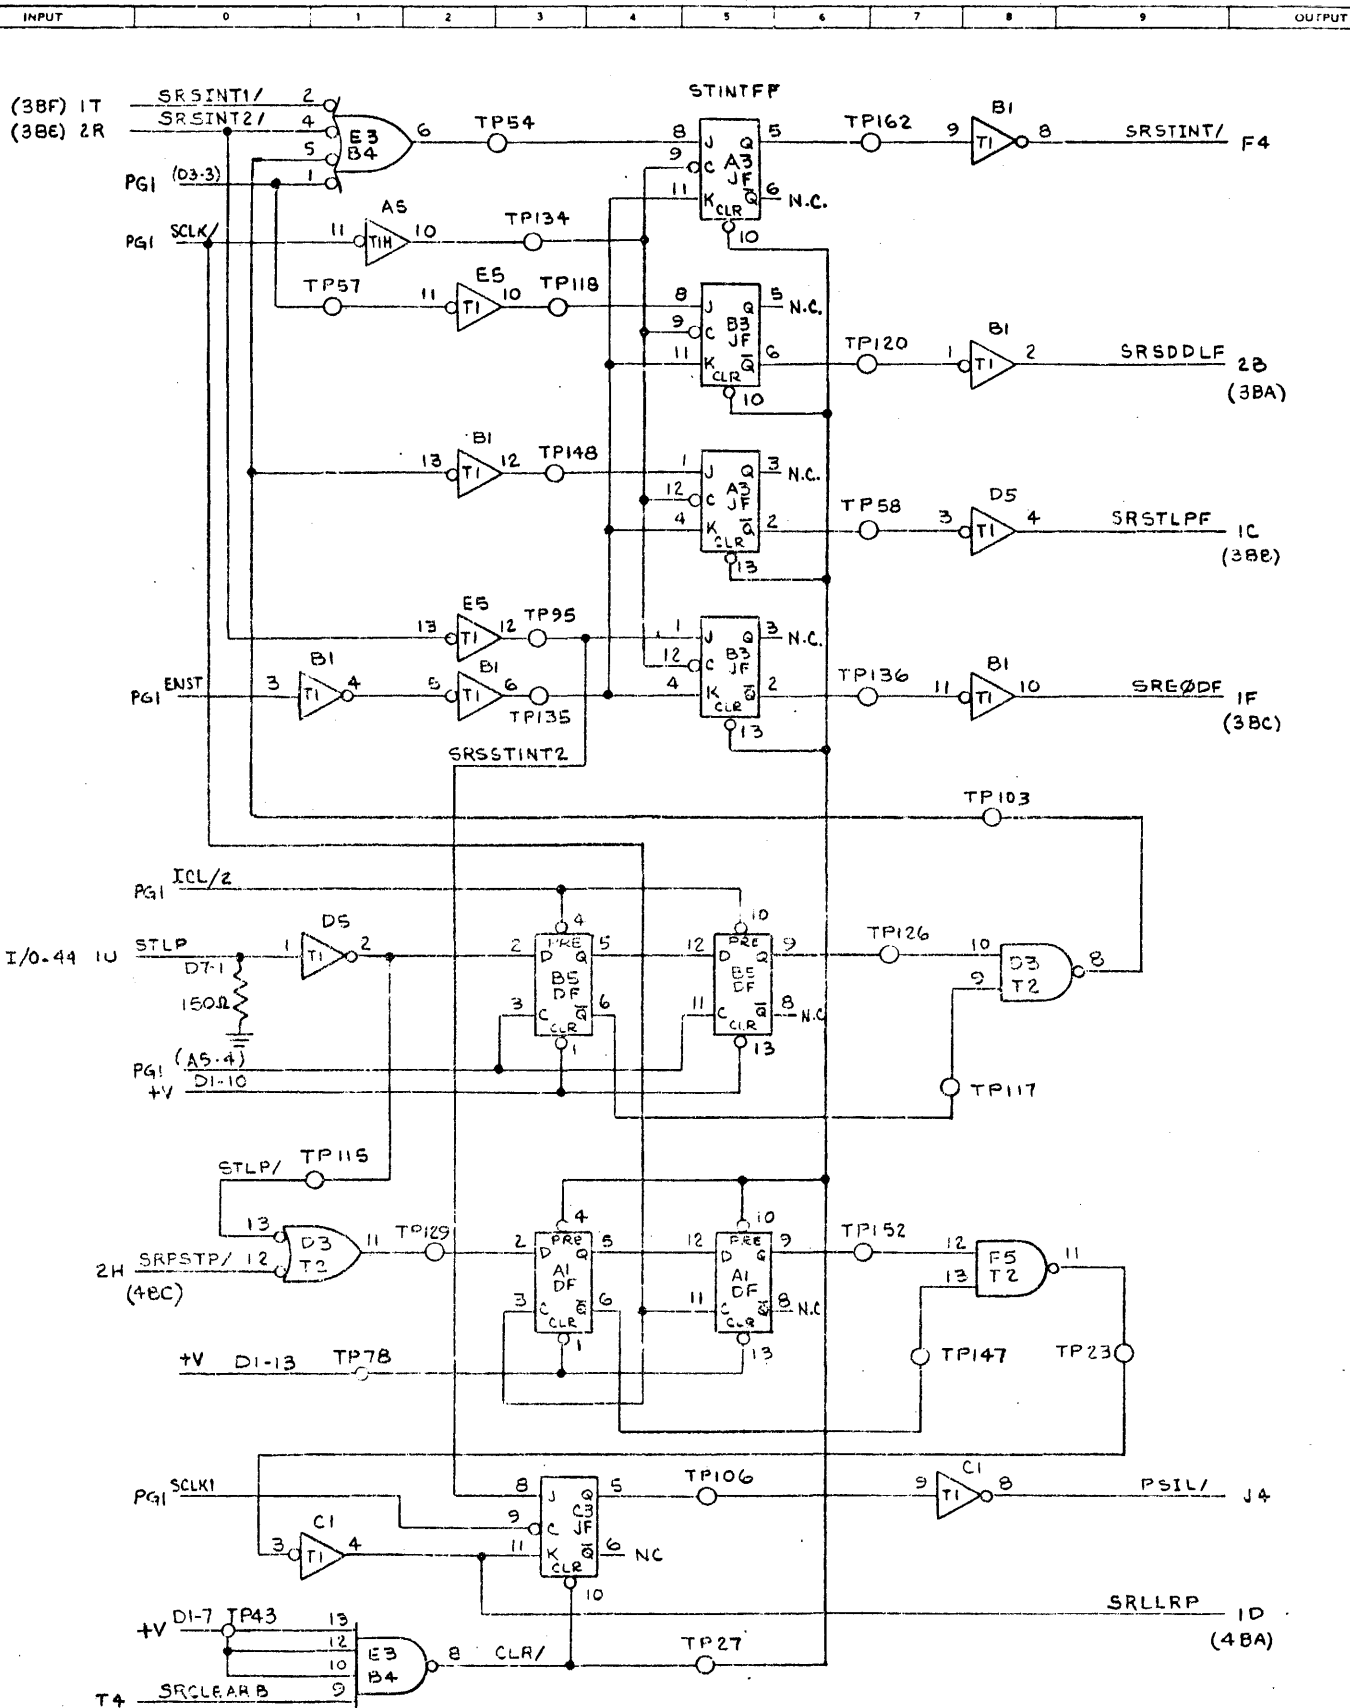 INPUT 0 1 2 3 4 5 6 7 8 9 OUTPUT
STINTFF
(3BF) 1T SRSINT1/ 2
(3BE) 2R SRSINT2/ 4
5
PG1 (D3-3) 1
E3
B4
6 TP54 8 J Q 5 TP162 9 T1 B1 8 SRSTINT/ F4
9 C A3
JF
11 K Q̅ 6 N.C.
CLR
10
PG1 SCLK/ 11 A5 T1H 10 TP134
TP57 11 E5 T1 10 TP118 8 J Q 5 N.C.
9 C B3
JF
11 K Q̅ 6 TP120 1 B1 T1 2 SRSDDLF 2B
(3BA)
CLR
10
13 B1 T1 12 TP148 1 J Q 3 N.C.
12 C A3
JF
4 K Q̅ 2 TP58 3 D5 T1 4 SRSTLPF 1C
(3BB)
CLR
13
13 E5 T1 12 TP95 1 J Q 3 N.C.
12 C B3
JF
PG1 ENST 3 B1 T1 4 5 B1 T1 6 TP135 4 K Q̅ 2 TP136 11 B1 T1 10 SREØDF 1F
(3BC)
CLR
13
SRSSTINT2
TP103
PG1 ICL/2
4 10
I/O-44 1U STLP 1 D5 T1 2 2 D PRE Q 5 12 D PRE Q 9 TP126 10 D3
T2 8
D7-1
150Ω
B5
DF
B5
DF
9
3 C Q̅ 6 11 C Q̅ 8 N.C
CLR CLR
1 13
PG1 (A5-4)
+V D1-10
TP117
STLP/ TP115
4 10
13 D3
T2 11 TP129 2 D PRE Q 5 12 D PRE Q 9 TP152 12 F5
T2 11
2H SRPSTP/ 12
(4BC)
A1
DF
A1
DF
13
3 C Q̅ 6 11 C Q̅ 8 N.C
CLR CLR
1 13
+V D1-13 TP78
TP147 TP23
PG1 SCLK1 8 J Q 5 TP106 9 C1 T1 8 PSIL/ J4
9 C C3
JF
3 C1 T1 4 11 K Q̅ 6 NC
CLR
10
SRLLRP 1D
(4BA)
+V D1-7 TP43 13
12
10
E3
B4
8 CLR/ TP27
T4 SRCLEARB 9